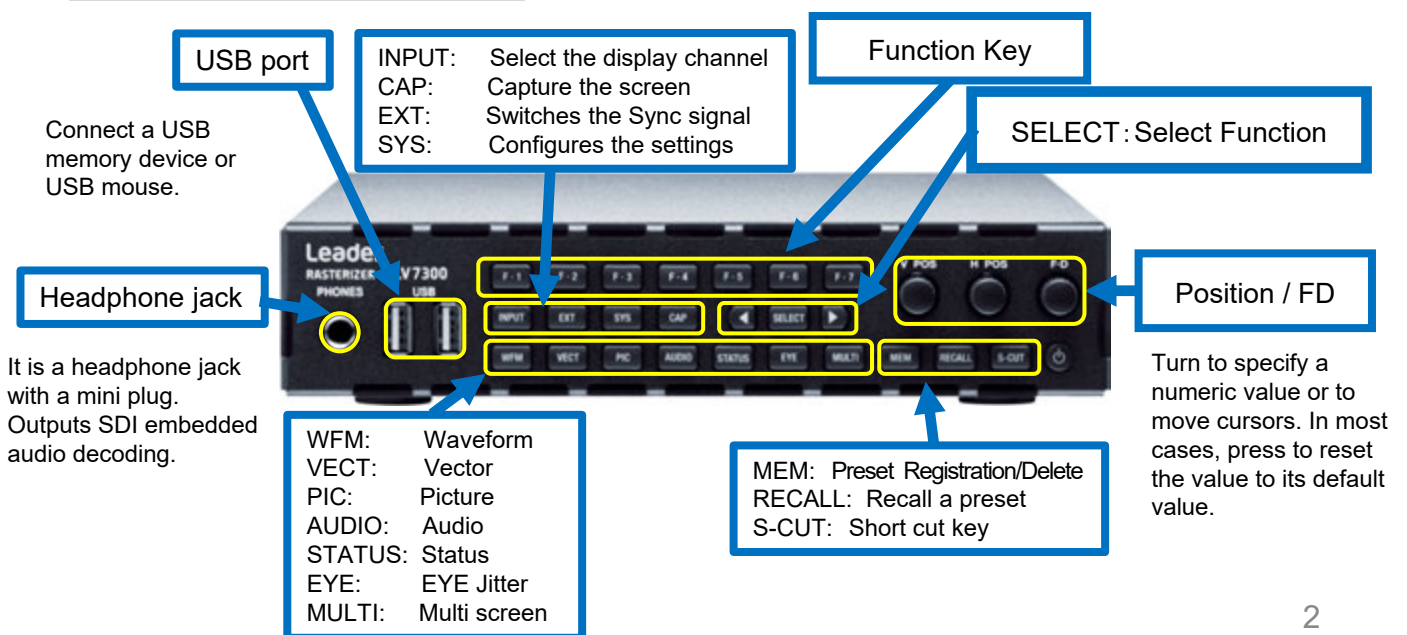 USB port
INPUT: Select the display channel
CAP: Capture the screen
EXT: Switches the Sync signal
SYS: Configures the settings
Function Key
SELECT：Select Function
Connect a USB
memory device or
USB mouse.
Headphone jack
It is a headphone jack
with a mini plug.
Outputs SDI embedded
audio decoding.
RASTERIZER
PHONES USB
F-1 F-2 F-3 F-4 F-5 F-6 F-7
V POS H POS F-D
INPUT EXT SYS CAP SELECT
WFM VECT PIC AUDIO STATUS EYE MULTI MEM RECALL S-CUT
Position / FD
Turn to specify a
numeric value or to
move cursors. In most
cases, press to reset
the value to its default
value.
WFM: Waveform
VECT: Vector
PIC: Picture
AUDIO: Audio
STATUS: Status
EYE: EYE Jitter
MULTI: Multi screen
MEM: Preset Registration/Delete
RECALL: Recall a preset
S-CUT: Short cut key
2